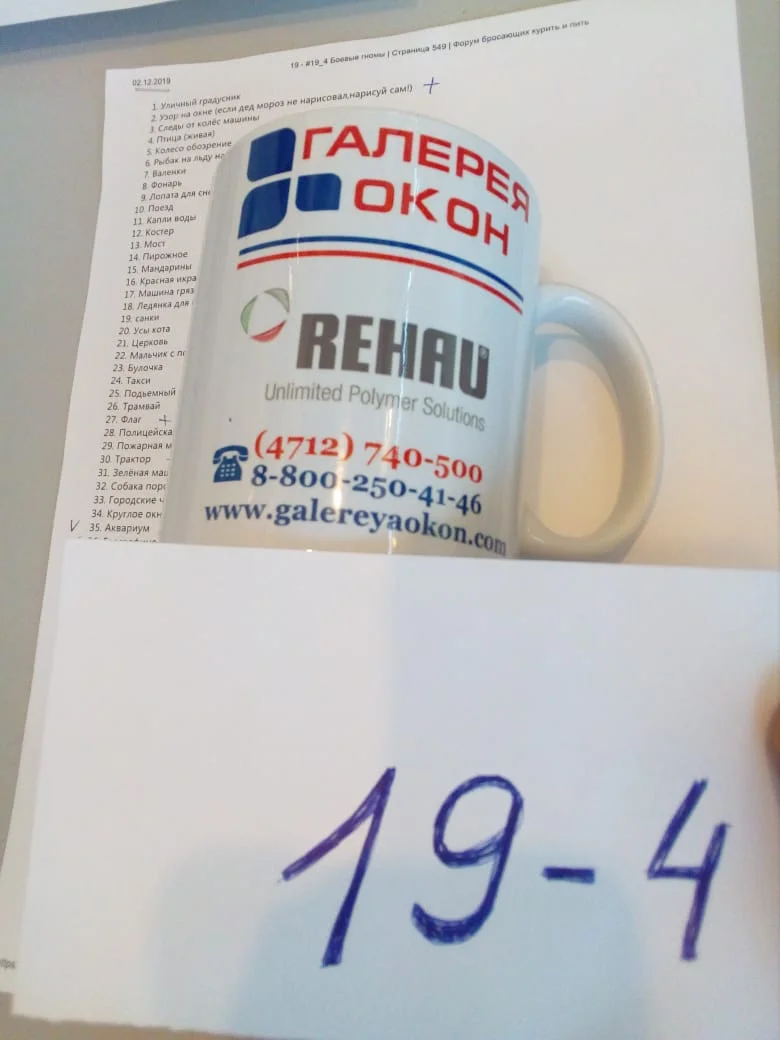 19 - #19_4 Боевые гномы | Страница 549 | Форум бросающих курить и пить
02.12.2019
1. Уличный градусник
2. Узор на окне (если дед мороз не нарисовал,нарисуй сам!) +
3. Следы от колёс машины
4. Птица (живая)
5. Колесо обозрение
6. Рыбак на льду
7. Валенки
8. Фонарь
9. Лопата для
10. Поезд
11. Капли воды
12. Костер
13. Мост
14. Пирожное
15. Мандарины
16. Красная икра
17. Машина
18. Ледянка для
19. санки
20. Усы кота
21. Церковь
22. Мальчик с
23. Булочка
24. Такси
25. Подъемный
26. Трамвай
27. Флаг +
28.
29. Пожарная
30. Трактор
31. Зелёная
32. Собака
33. Городские
34. Круглое
V 35. Аквариум
ГАЛЕРЕЯ
ОКОН
REHAU®
Unlimited Polymer Solutions
(4712) 740-500
8-800-250-41-46
www.galereyaokon.com
19-4